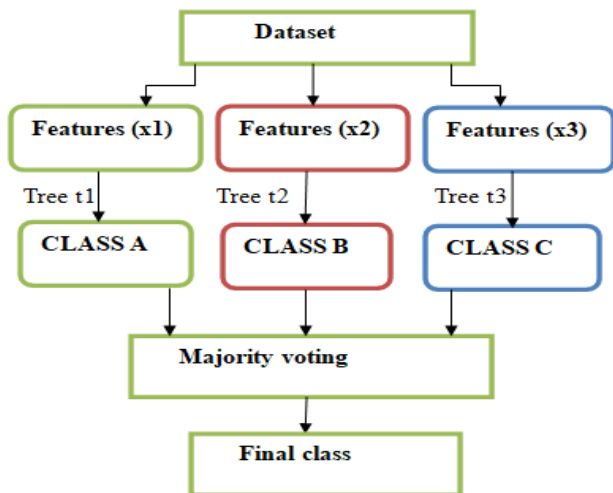 Dataset
Features (x1)
Features (x2)
Features (x3)
Tree t1
Tree t2
Tree t3
CLASS A
CLASS B
CLASS C
Majority voting
Final class